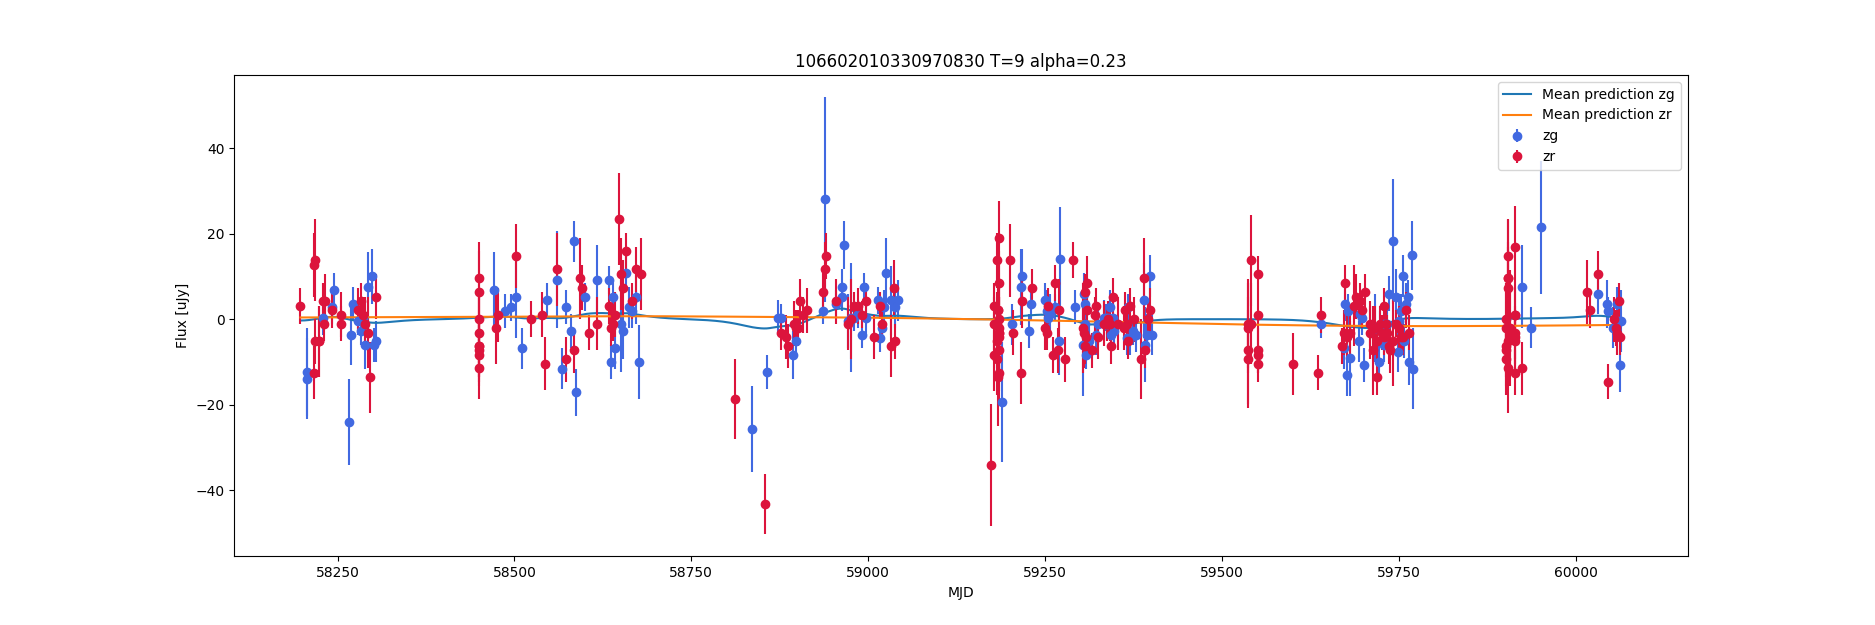 106602010330970830 T=9 alpha=0.23
Mean prediction zg
Mean prediction zr
zg
zr
Flux [uJy]
40
20
0
−20
−40
58250
58500
58750
59000
59250
59500
59750
60000
MJD